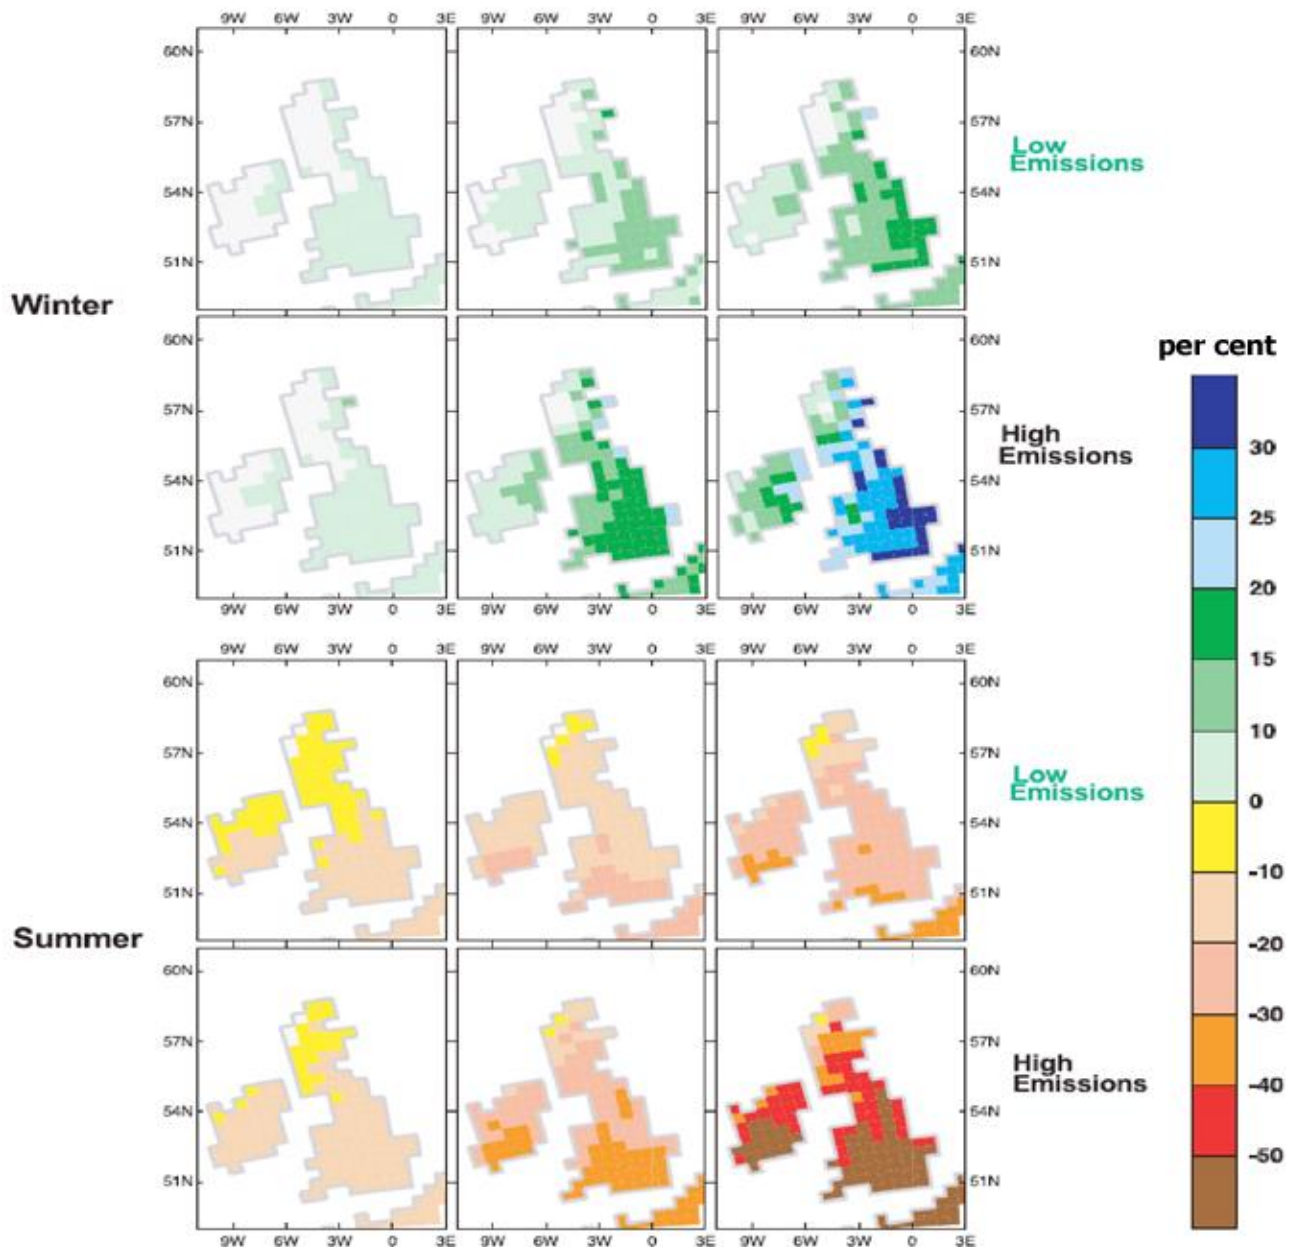 9W 6W 3W 0 3E 9W 6W 3W 0 3E 9W 6W 3W 0 3E
60N 60N
57N 57N
Low
Emissions
54N 54N
51N 51N
Winter
60N 60N
per cent
57N 57N
High
Emissions
30
54N 54N
25
51N 51N
20
9W 6W 3W 0 3E 9W 6W 3W 0 3E 9W 6W 3W 0 3E
9W 6W 3W 0 3E 9W 6W 3W 0 3E 9W 6W 3W 0 3E
15
60N 60N
10
57N 57N
Low
Emissions
0
54N 54N
-10
51N 51N
Summer
-20
60N 60N
-30
57N 57N
High
Emissions
-40
54N 54N
-50
51N 51N
9W 6W 3W 0 3E 9W 6W 3W 0 3E 9W 6W 3W 0 3E